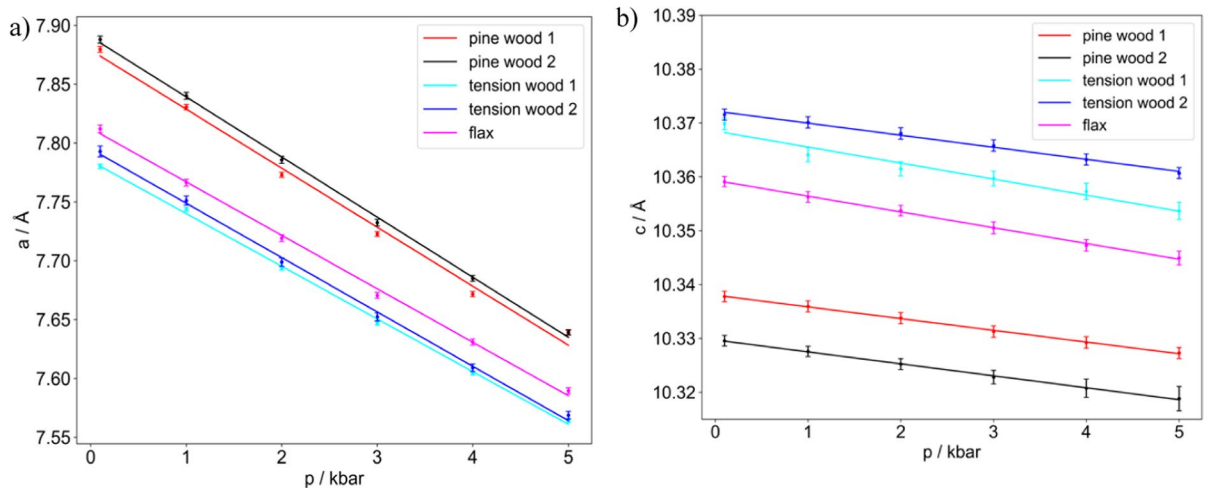 a)
7.90
7.85
7.80
7.75
7.70
7.65
7.60
7.55
a / Å
0 1 2 3 4 5
p / kbar
pine wood 1
pine wood 2
tension wood 1
tension wood 2
flax
b)
10.39
10.38
10.37
10.36
10.35
10.34
10.33
10.32
c / Å
0 1 2 3 4 5
p / kbar
pine wood 1
pine wood 2
tension wood 1
tension wood 2
flax